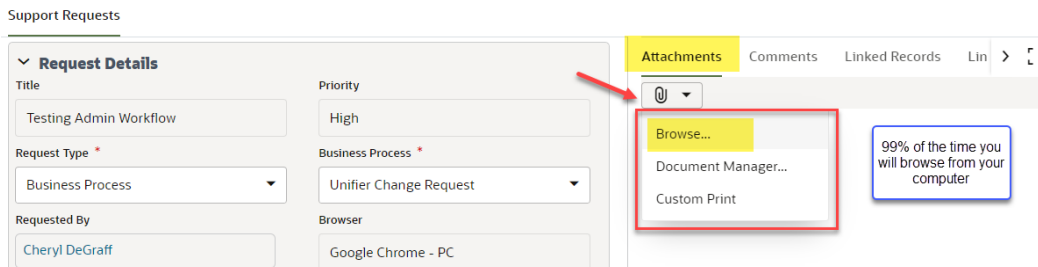 Support Requests
Request Details
Title
Priority
Testing Admin Workflow
High
Request Type *
Business Process *
Business Process
Unifier Change Request
Requested By
Browser
Cheryl DeGraff
Google Chrome - PC
Attachments Comments Linked Records Lin
Browse...
Document Manager...
Custom Print
99% of the time you
will browse from your
computer